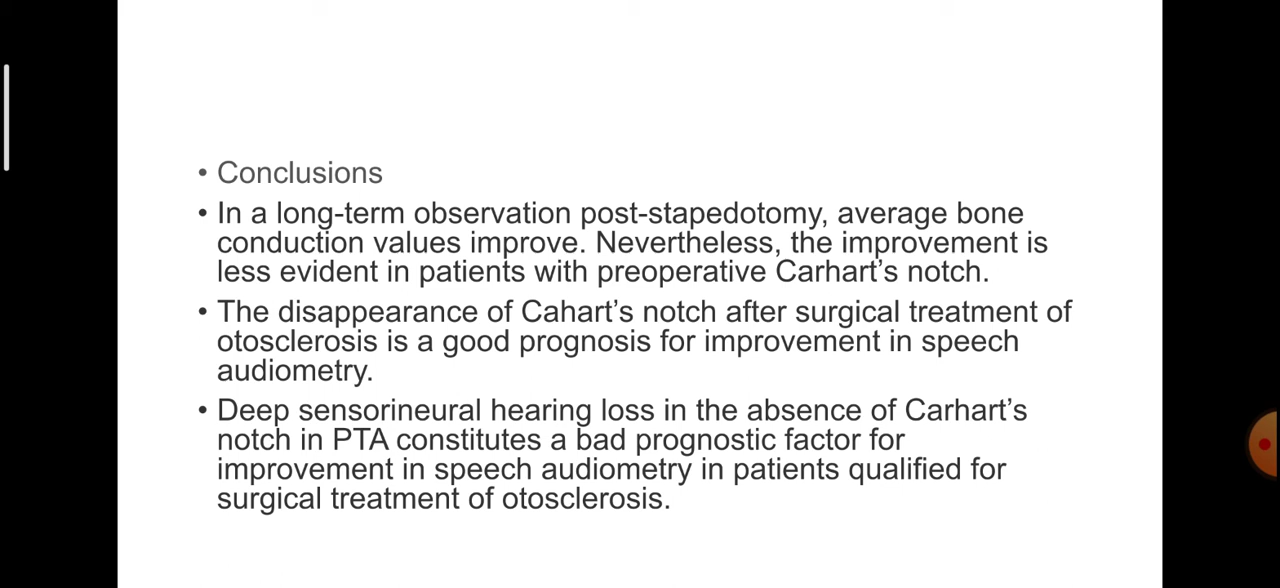 • Conclusions
• In a long-term observation post-stapedotomy, average bone
conduction values improve. Nevertheless, the improvement is
less evident in patients with preoperative Carhart’s notch.
• The disappearance of Cahart’s notch after surgical treatment of
otosclerosis is a good prognosis for improvement in speech
audiometry.
• Deep sensorineural hearing loss in the absence of Carhart’s
notch in PTA constitutes a bad prognostic factor for
improvement in speech audiometry in patients qualified for
surgical treatment of otosclerosis.